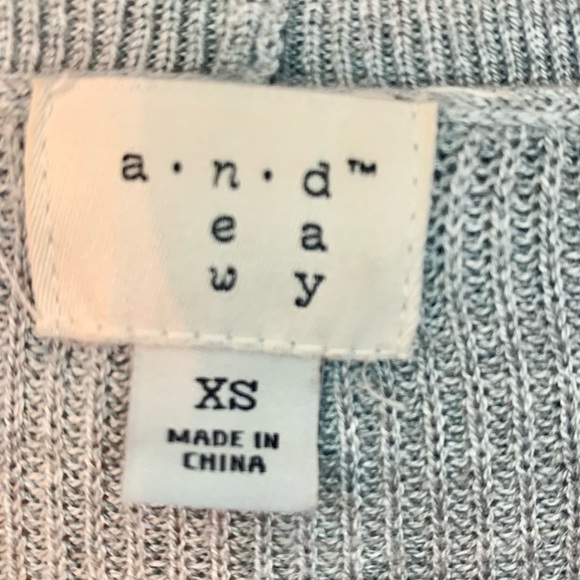 a · n · d™
e a
w y
XS
MADE IN
CHINA